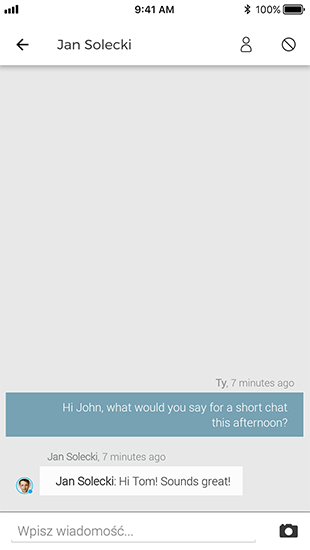 9:41 AM 100%
Jan Solecki
Ty, 7 minutes ago
Hi John, what would you say for a short chat
this afternoon?
Jan Solecki, 7 minutes ago
Jan Solecki: Hi Tom! Sounds great!
Wpisz wiadomość...